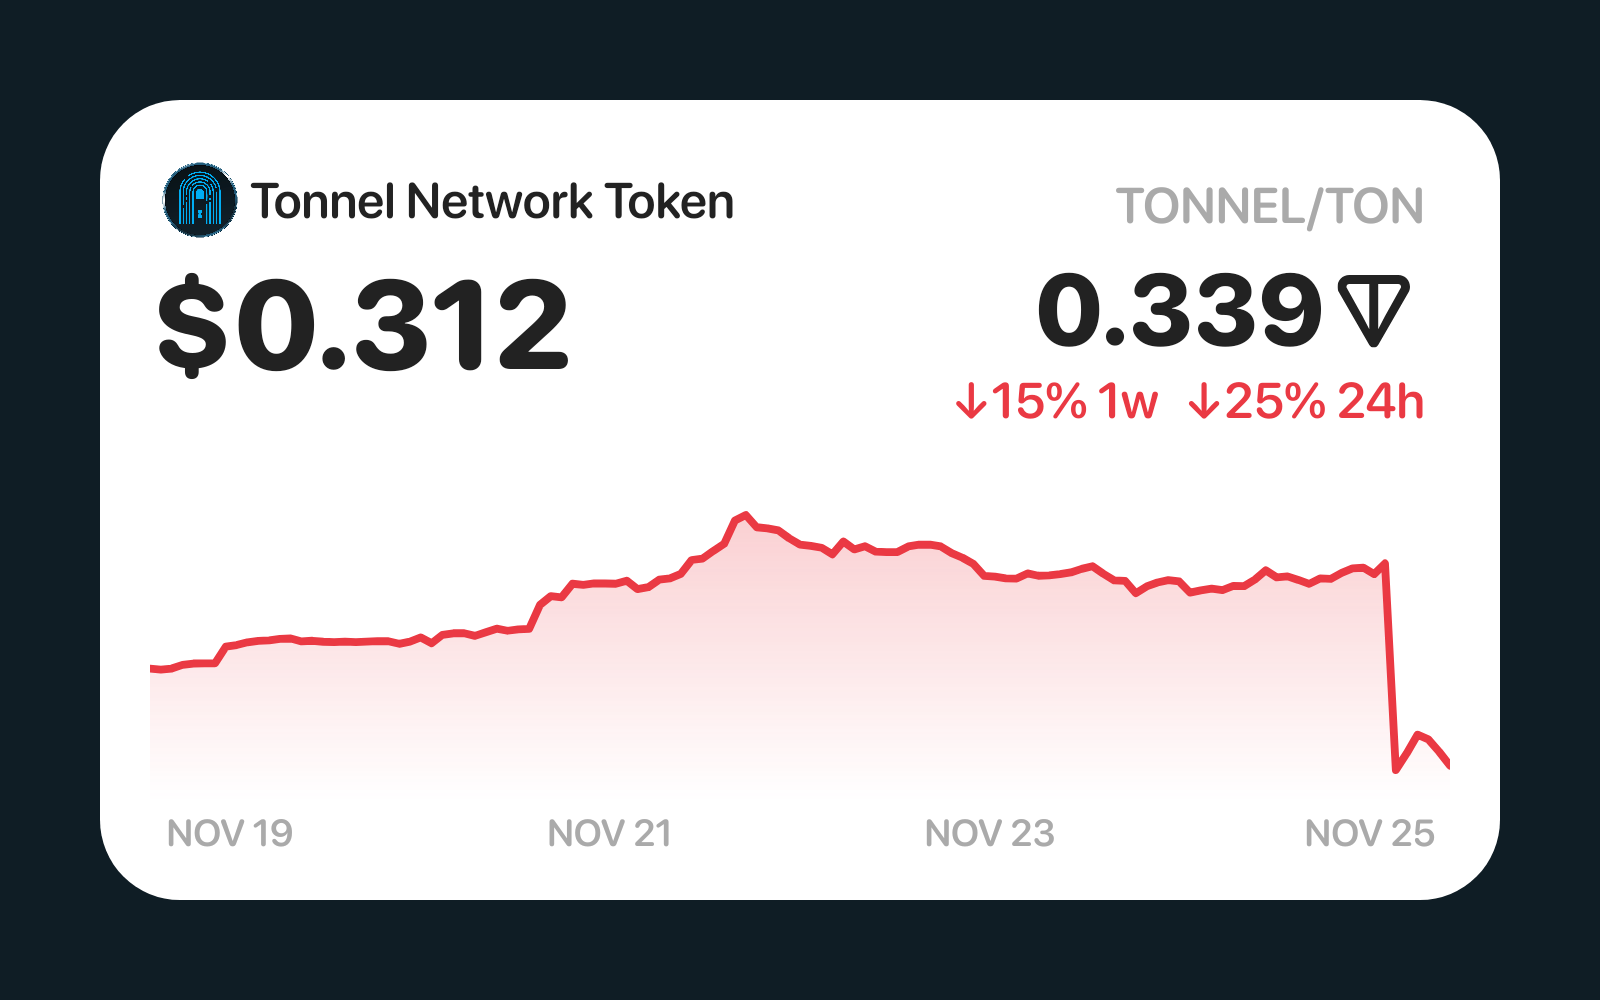 Tonnel Network Token
TONNEL/TON
$0.312
0.339
↓15% 1w ↓25% 24h
NOV 19
NOV 21
NOV 23
NOV 25